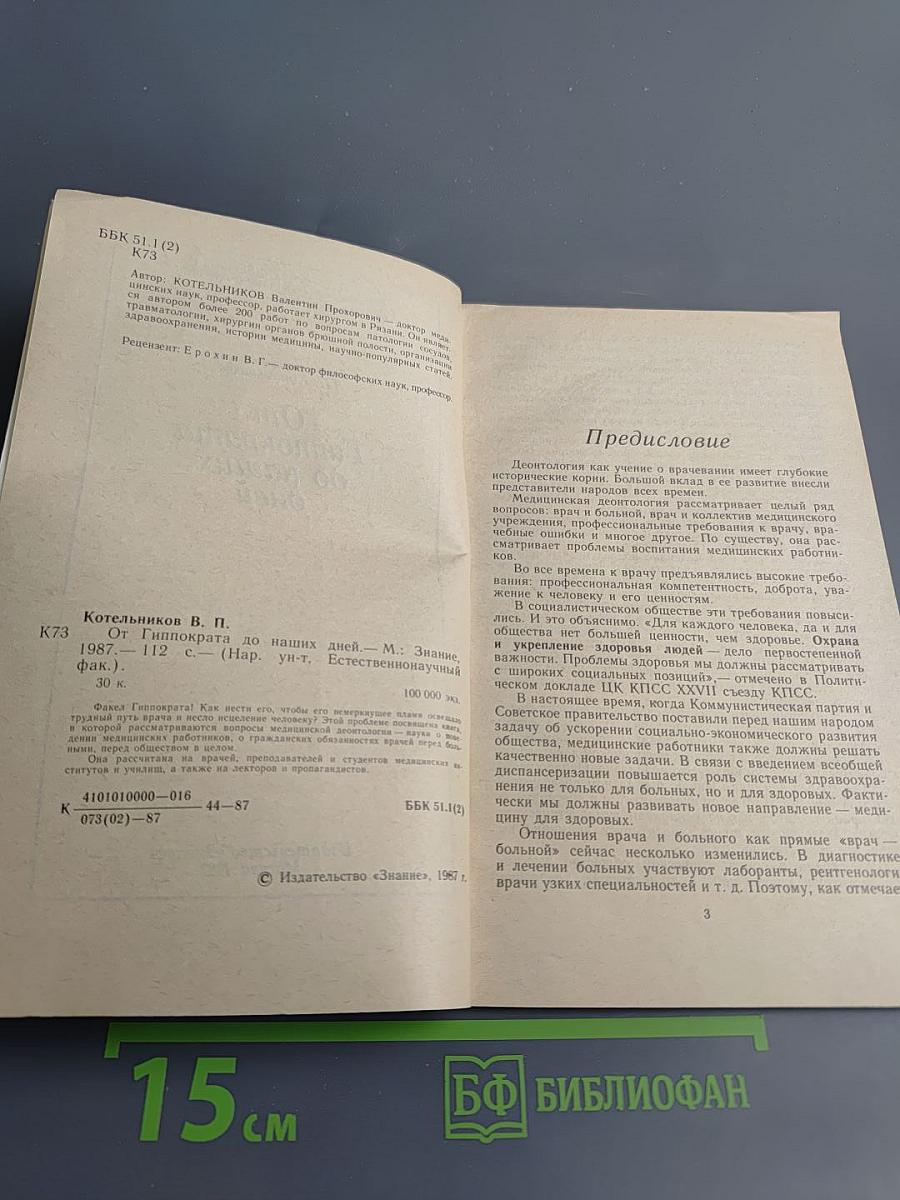 ББК 51.1(2)
К73
Автор: КОТЕЛЬНИКОВ Валентин Прохорович — доктор меди-
цинских наук, профессор, работает хирургом в Рязани. Он являет-
ся автором более 200 работ по вопросам патологии сосудов,
травматологии, хирургии органов брюшной полости, организации
здравоохранения, истории медицины, научно-популярных статей.
Рецензент: Ерохин В. Г.— доктор философских наук, профессор.
Котельников В. П.
К73 От Гиппократа до наших дней.— М.: Знание,
1987.— 112 с.— (Нар. ун-т, Естественнонаучный
фак.).
30 к. 100 000 экз.
Факел Гиппократа! Как нести его, чтобы его немеркнущее пламя освещало
трудный путь врача и несло исцеление человеку? Этой проблеме посвящена книга,
в которой рассматриваются вопросы медицинской деонтологии — науки о пове-
дении медицинских работников, о гражданских обязанностях врачей перед боль-
ными, перед обществом в целом.
Она рассчитана на врачей, преподавателей и студентов медицинских ин-
ститутов и училищ, а также на лекторов и пропагандистов.
К 4101010000—016 44—87 ББК 51.1(2)
073(02)—87
© Издательство «Знание», 1987 г.
Предисловие
Деонтология как учение о врачевании имеет глубокие
исторические корни. Большой вклад в ее развитие внесли
представители народов всех времен.
Медицинская деонтология рассматривает целый ряд
вопросов: врач и больной, врач и коллектив медицинского
учреждения, профессиональные требования к врачу, вра-
чебные ошибки и многое другое. По существу, она рас-
сматривает проблемы воспитания медицинских работни-
ков.
Во все времена к врачу предъявлялись высокие требо-
вания: профессиональная компетентность, доброта, ува-
жение к человеку и его ценностям.
В социалистическом обществе эти требования повыси-
лись. И это объяснимо. «Для каждого человека, да и для
общества нет большей ценности, чем здоровье. Охрана
и укрепление здоровья людей — дело первостепенной
важности. Проблемы здоровья мы должны рассматривать
с широких социальных позиций»,— отмечено в Полити-
ческом докладе ЦК КПСС XXVII съезду КПСС.
В настоящее время, когда Коммунистическая партия и
Советское правительство поставили перед нашим народом
задачу об ускорении социально-экономического развития
общества, медицинские работники также должны решать
качественно новые задачи. В связи с введением всеобщей
диспансеризации повышается роль системы здравоохра-
нения не только для больных, но и для здоровых. Факти-
чески мы должны развивать новое направление — меди-
цину для здоровых.
Отношения врача и больного как прямые «врач —
больной» сейчас несколько изменились. В диагностике
и лечении больных участвуют лаборанты, рентгенологи
врачи узких специальностей и т. д. Поэтому, как отмечае
3
15 см
БФ БИБЛИОФАН